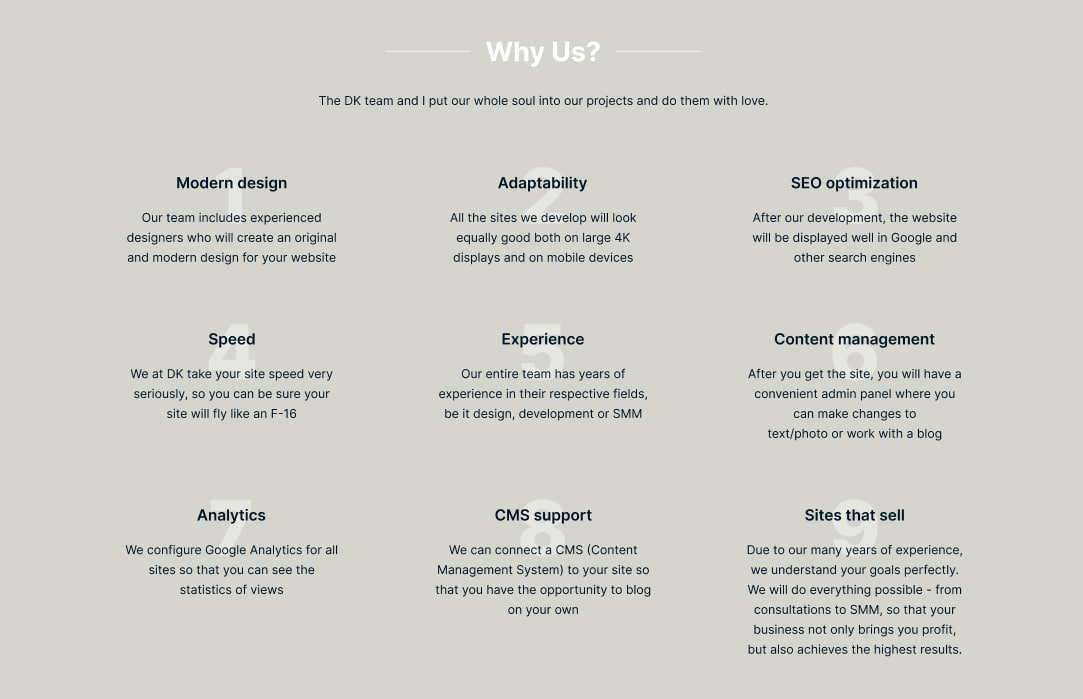 Why Us?
The DK team and I put our whole soul into our projects and do them with love.
1
Modern design
Our team includes experienced
designers who will create an original
and modern design for your website
2
Adaptability
All the sites we develop will look
equally good both on large 4K
displays and on mobile devices
3
SEO optimization
After our development, the website
will be displayed well in Google and
other search engines
4
Speed
We at DK take your site speed very
seriously, so you can be sure your
site will fly like an F-16
5
Experience
Our entire team has years of
experience in their respective fields,
be it design, development or SMM
6
Content management
After you get the site, you will have a
convenient admin panel where you
can make changes to
text/photo or work with a blog
7
Analytics
We configure Google Analytics for all
sites so that you can see the
statistics of views
8
CMS support
We can connect a CMS (Content
Management System) to your site so
that you have the opportunity to blog
on your own
9
Sites that sell
Due to our many years of experience,
we understand your goals perfectly.
We will do everything possible - from
consultations to SMM, so that your
business not only brings you profit,
but also achieves the highest results.